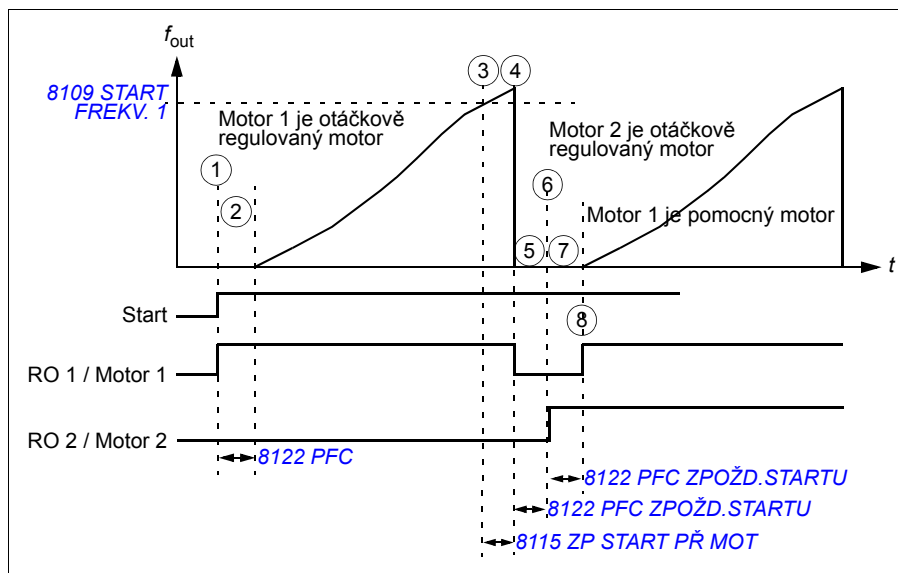 fout
8109 START
FREKV. 1
Motor 1 je otáčkově
regulovaný motor
Motor 2 je otáčkově
regulovaný motor
Motor 1 je pomocný motor
1
2
3
4
5
6
7
8
t
Start
RO 1 / Motor 1
RO 2 / Motor 2
8122 PFC
8122 PFC ZPOŽD.STARTU
8122 PFC ZPOŽD.STARTU
8115 ZP START PŘ MOT